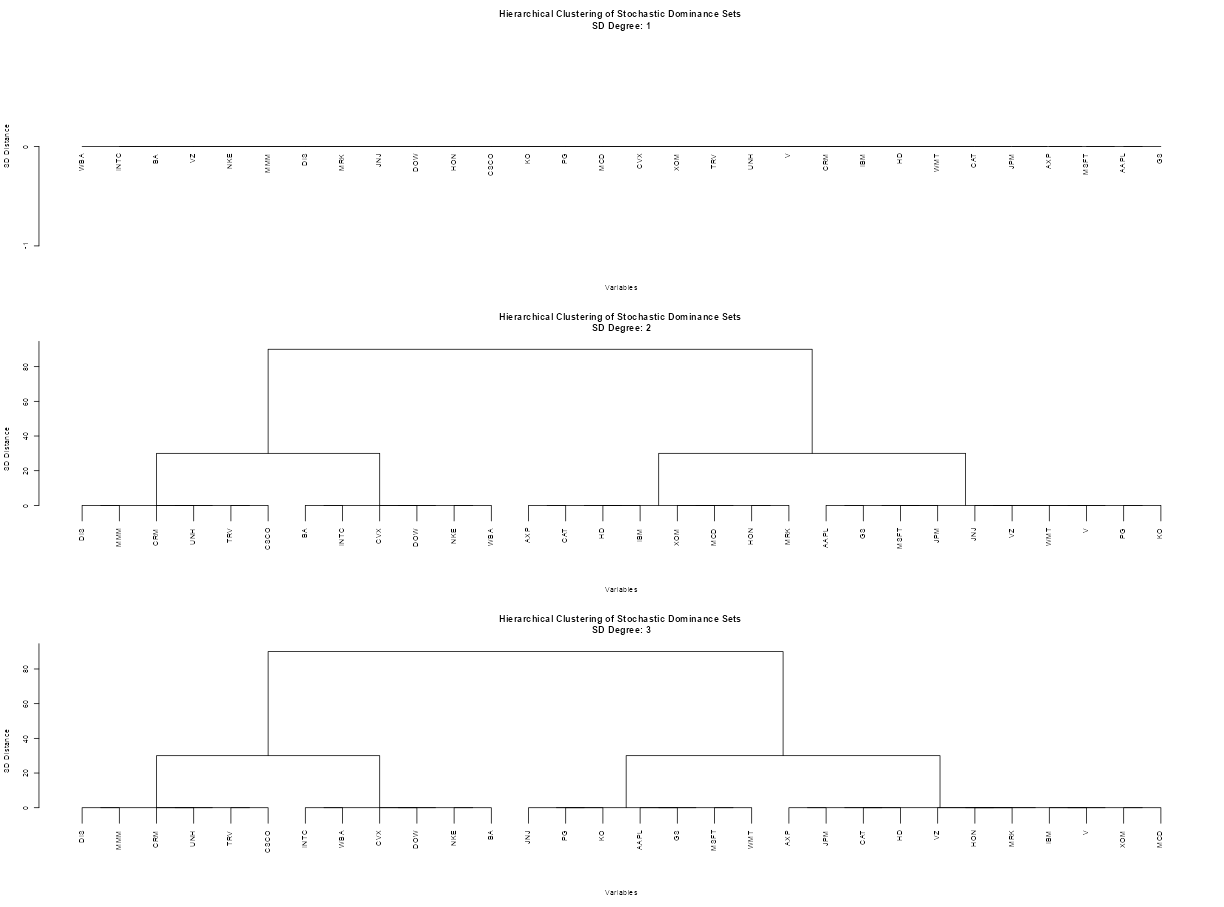 Hierarchical Clustering of Stochastic Dominance Sets
SD Degree: 1
SD Distance
0
-1
WBA INTC BA VZ NKE MMM DIS MRK JNJ DOW HON CSCO KO PG MCD CVX XOM TRV UNH V CRM IBM HD WMT CAT JPM AXP MSFT AAPL GS
Variables
Hierarchical Clustering of Stochastic Dominance Sets
SD Degree: 2
SD Distance
80
60
40
20
0
DIS MMM CRM UNH TRV CSCO BA INTC CVX DOW NKE WBA AXP CAT HD IBM XOM MCD HON MRK AAPL GS MSFT JPM JNJ VZ WMT V PG KO
Variables
Hierarchical Clustering of Stochastic Dominance Sets
SD Degree: 3
SD Distance
80
60
40
20
0
DIS MMM CRM UNH TRV CSCO INTC WBA CVX DOW NKE BA JNJ PG KO AAPL GS MSFT WMT AXP JPM CAT HD VZ HON MRK IBM V XOM MCD
Variables